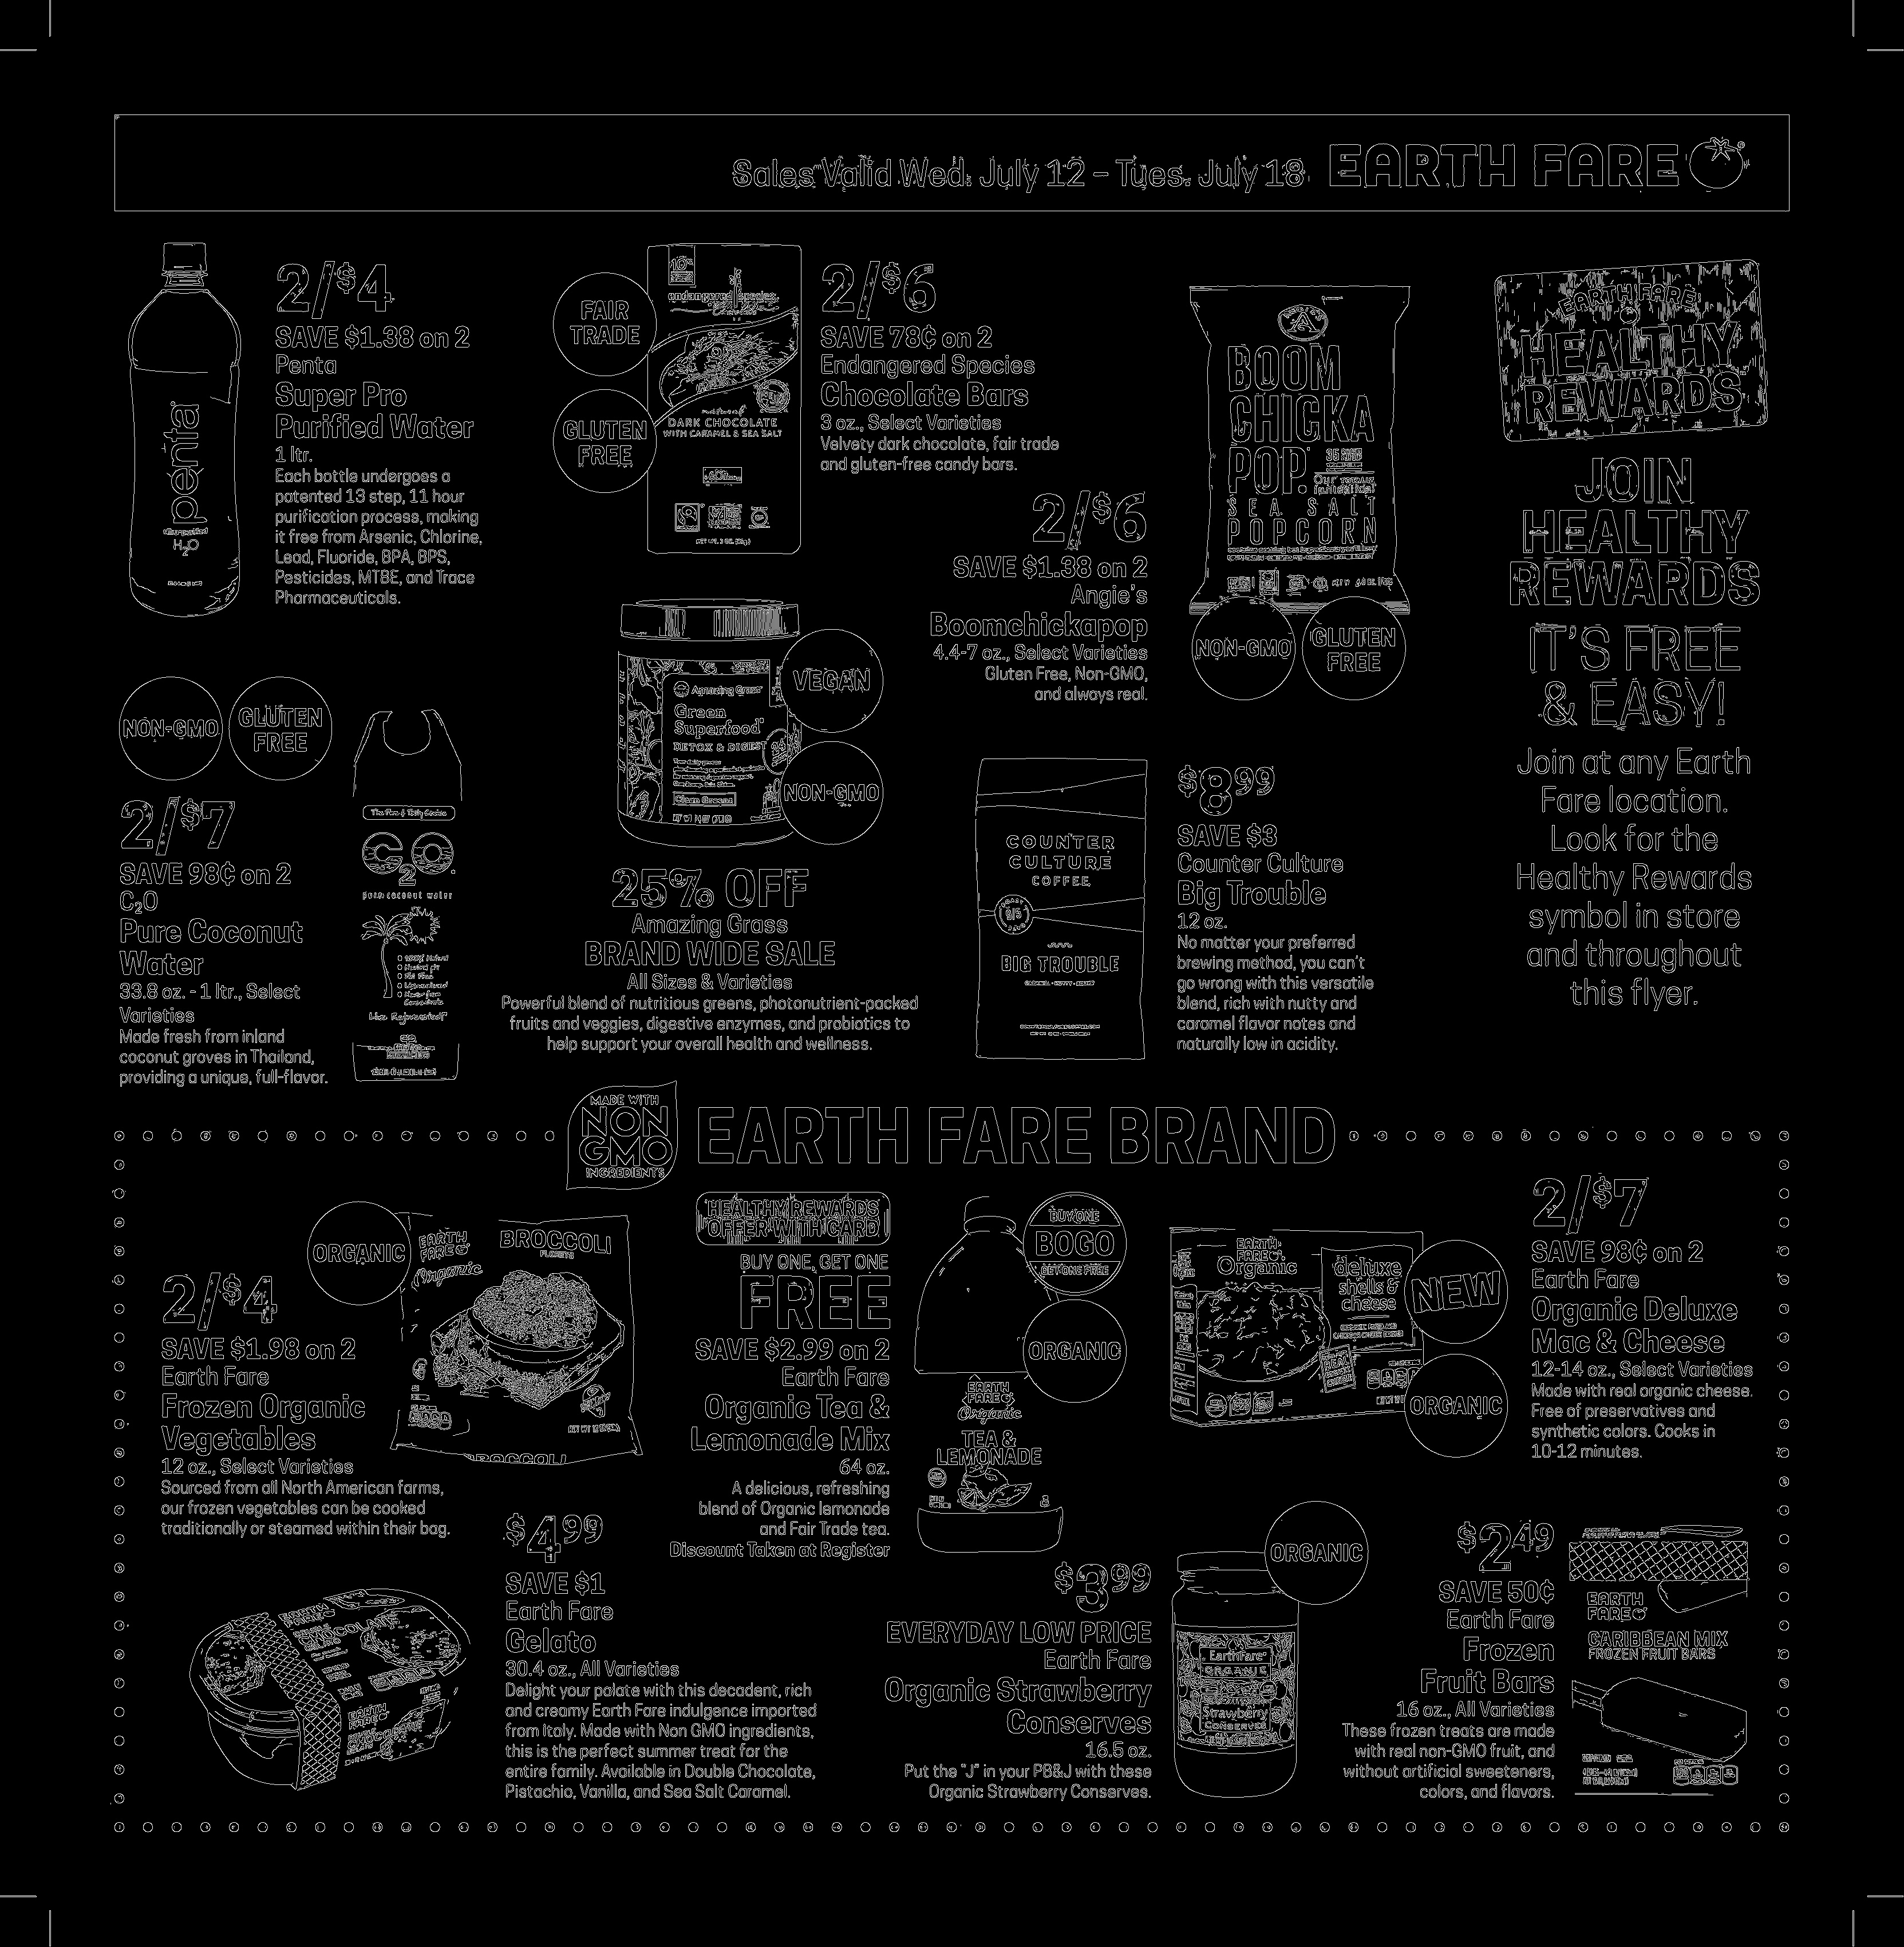 Sales Valid Wed. July 12 – Tues. July 18 EARTH FARE
penta
ultra-purified
H2O
2/$4
SAVE $1.38 on 2
Penta
Super Pro
Purified Water
1 ltr.
Each bottle undergoes a
patented 13 step, 11 hour
purification process, making
it free from Arsenic, Chlorine,
Lead, Fluoride, BPA, BPS,
Pesticides, MTBE, and Trace
Pharmaceuticals.
FAIR
TRADE
GLUTEN
FREE
10%
endangered species
Chocolate
natural
DARK CHOCOLATE
WITH CARAMEL & SEA SALT
NET WT. 3 OZ. (85g)
2/$6
SAVE 78¢ on 2
Endangered Species
Chocolate Bars
3 oz., Select Varieties
Velvety dark chocolate, fair trade
and gluten-free candy bars.
2/$6
SAVE $1.38 on 2
Angie's
Boomchickapop
4.4-7 oz., Select Varieties
Gluten Free, Non-GMO,
and always real.
BOOM
CHICKA
POP.
35
SEA SALT
POPCORN
NON-GMO
GLUTEN
FREE
EARTH FARE
HEALTHY
REWARDS
JOIN
HEALTHY
REWARDS
IT'S FREE
& EASY!
Join at any Earth
Fare location.
Look for the
Healthy Rewards
symbol in store
and throughout
this flyer.
NON-GMO
GLUTEN
FREE
2/$7
SAVE 98¢ on 2
C2O
Pure Coconut
Water
33.8 oz. - 1 ltr., Select
Varieties
Made fresh from inland
coconut groves in Thailand,
providing a unique, full-flavor.
C2O
pure coconut water
Amazing Grass
Green
Superfood
DETOX & DIGEST
Clean Greens
VEGAN
NON-GMO
25% OFF
Amazing Grass
BRAND WIDE SALE
All Sizes & Varieties
Powerful blend of nutritious greens, photonutrient-packed
fruits and veggies, digestive enzymes, and probiotics to
help support your overall health and wellness.
COUNTER
CULTURE
COFFEE
BIG TROUBLE
$8.99
SAVE $3
Counter Culture
Big Trouble
12 oz.
No matter your preferred
brewing method, you can't
go wrong with this versatile
blend, rich with nutty and
caramel flavor notes and
naturally low in acidity.
MADE WITH
NON
GMO
INGREDIENTS
EARTH FARE BRAND
ORGANIC
EARTH
FARE
Organic
BROCCOLI
FLORETS
BROCCOLI
2/$4
SAVE $1.98 on 2
Earth Fare
Frozen Organic
Vegetables
12 oz., Select Varieties
Sourced from all North American farms,
our frozen vegetables can be cooked
traditionally or steamed within their bag.
HEALTHY REWARDS
OFFER WITH CARD
BUY ONE, GET ONE
FREE
SAVE $2.99 on 2
Earth Fare
Organic Tea &
Lemonade Mix
64 oz.
A delicious, refreshing
blend of Organic lemonade
and Fair Trade tea.
Discount Taken at Register
BUY ONE
BOGO
GET ONE FREE
ORGANIC
EARTH
FARE
Organic
TEA &
LEMONADE
EARTH
FARE
Organic
deluxe
shells &
cheese
NEW
ORGANIC
2/$7
SAVE 98¢ on 2
Earth Fare
Organic Deluxe
Mac & Cheese
12-14 oz., Select Varieties
Made with real organic cheese.
Free of preservatives and
synthetic colors. Cooks in
10-12 minutes.
EARTH
FARE
CHOCOLATE
EARTH
FARE
$4.99
SAVE $1
Earth Fare
Gelato
30.4 oz., All Varieties
Delight your palate with this decadent, rich
and creamy Earth Fare indulgence imported
from Italy. Made with Non GMO ingredients,
this is the perfect summer treat for the
entire family. Available in Double Chocolate,
Pistachio, Vanilla, and Sea Salt Caramel.
$3.99
EVERYDAY LOW PRICE
Earth Fare
Organic Strawberry
Conserves
16.5 oz.
Put the "J" in your PB&J with these
Organic Strawberry Conserves.
ORGANIC
EarthFare
ORGANIC
Strawberry
CONSERVES
$2.49
SAVE 50¢
Earth Fare
Frozen
Fruit Bars
16 oz., All Varieties
These frozen treats are made
with real non-GMO fruit, and
without artificial sweeteners,
colors, and flavors.
EARTH
FARE
CARIBBEAN MIX
FROZEN FRUIT BARS